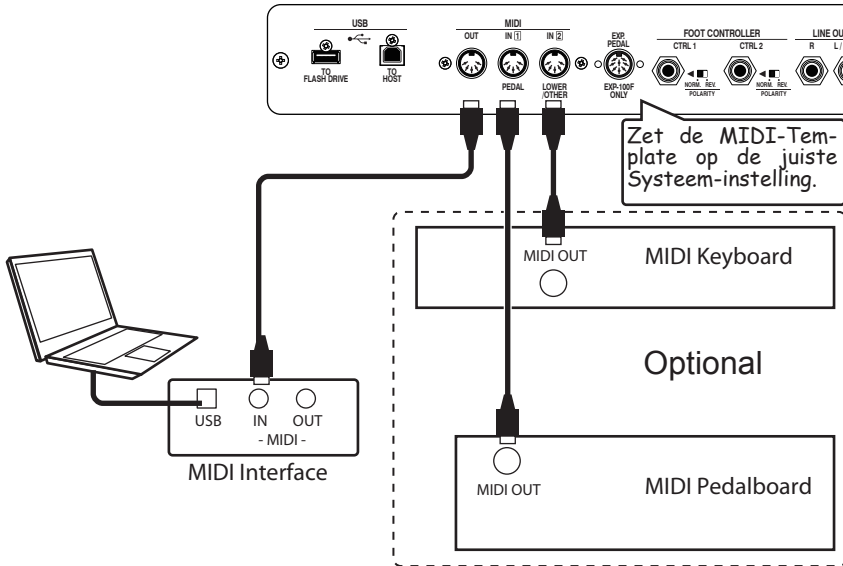 USB
MIDI
OUT
IN 1
IN 2
EXP.
PEDAL
FOOT CONTROLLER
CTRL 1
CTRL 2
LINE OU
R
L/
TO
FLASH DRIVE
TO
HOST
PEDAL
LOWER
/OTHER
EXP-100F
ONLY
NORM.
REV.
POLARITY
NORM.
REV.
POLARITY
Zet de MIDI-Tem-
plate op de juiste
Systeem-instelling.
MIDI OUT
MIDI Keyboard
Optional
USB
IN
OUT
- MIDI -
MIDI Interface
MIDI OUT
MIDI Pedalboard